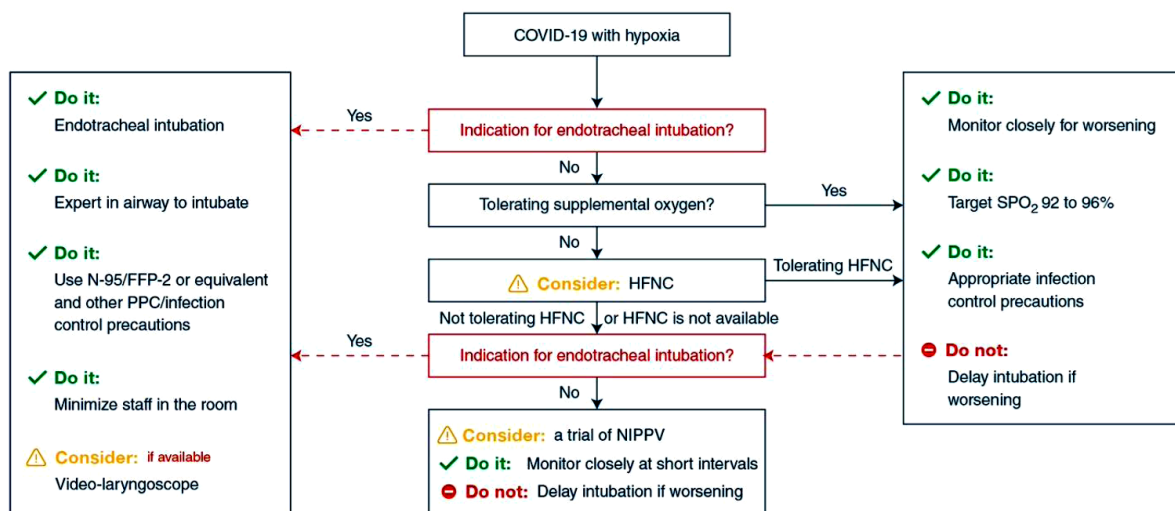 COVID-19 with hypoxia
Indication for endotracheal intubation?
Yes
No
Tolerating supplemental oxygen?
Yes
No
Consider: HFNC
Tolerating HFNC
Not tolerating HFNC or HFNC is not available
Indication for endotracheal intubation?
Yes
No
Consider: a trial of NIPPV
Do it: Monitor closely at short intervals
Do not: Delay intubation if worsening
Do it:
Endotracheal intubation
Do it:
Expert in airway to intubate
Do it:
Use N-95/FFP-2 or equivalent
and other PPC/infection
control precautions
Do it:
Minimize staff in the room
Consider: if available
Video-laryngoscope
Do it:
Monitor closely for worsening
Do it:
Target SPO₂ 92 to 96%
Do it:
Appropriate infection
control precautions
Do not:
Delay intubation if
worsening